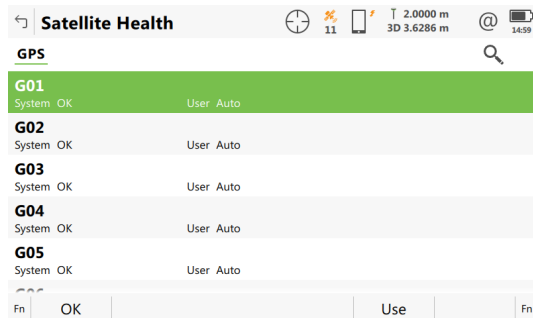 Satellite Health
11
2.0000 m
3D 3.6286 m
@
14:59
GPS
G01
System OK User Auto
G02
System OK User Auto
G03
System OK User Auto
G04
System OK User Auto
G05
System OK User Auto
Fn OK Use Fn